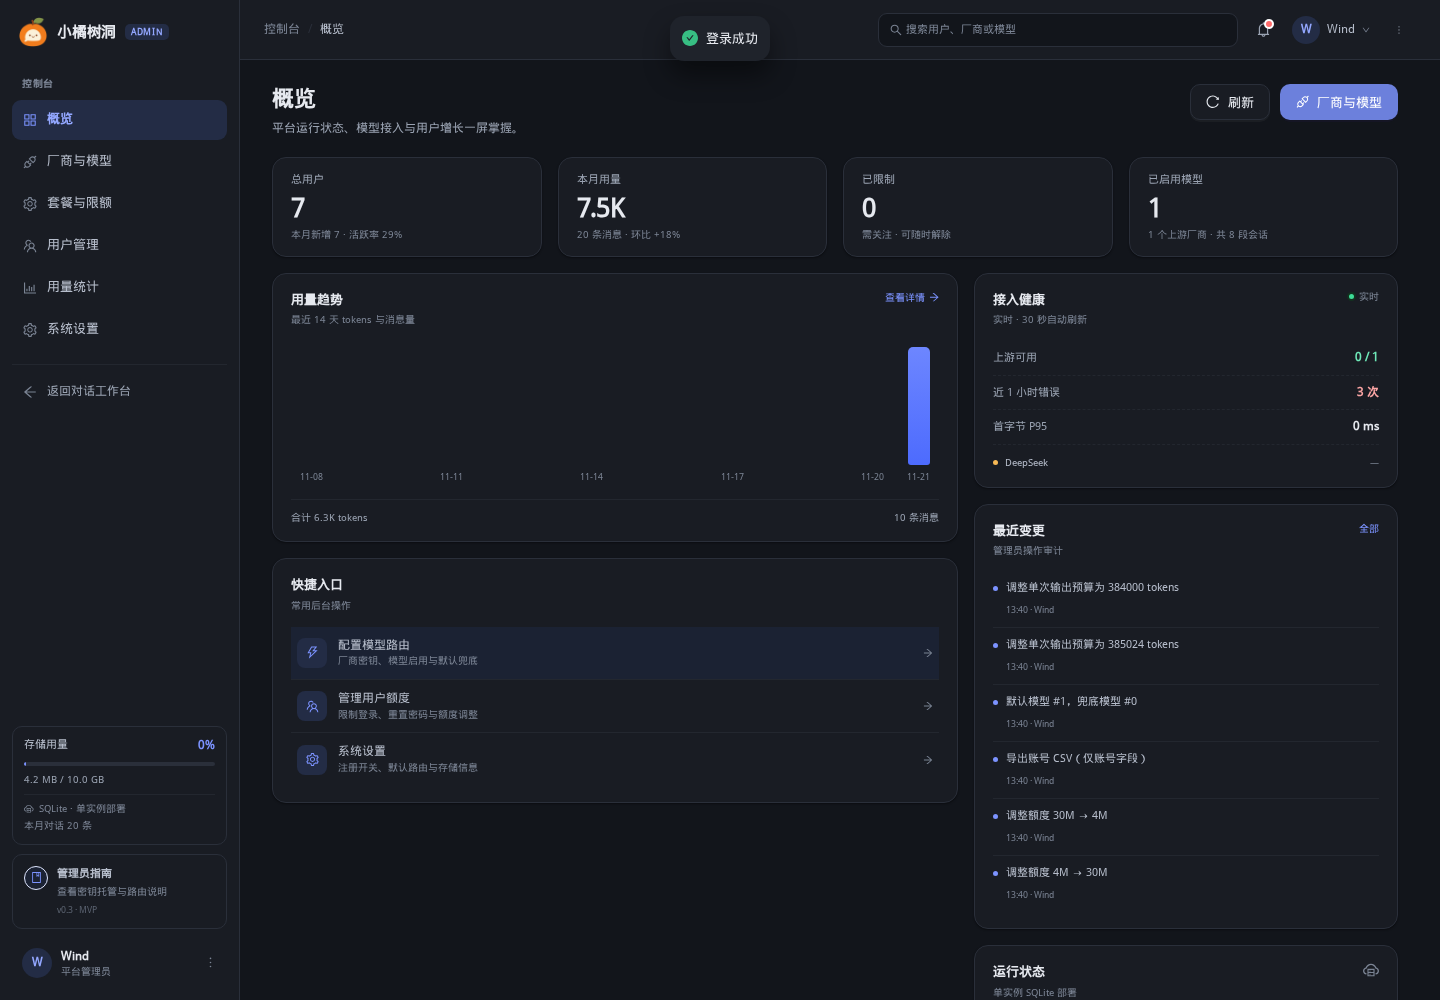 小橘树洞 ADMIN
控制台
概览
厂商与模型
套餐与限额
用户管理
用量统计
系统设置
返回对话工作台
存储用量 0%
4.2 MB / 10.0 GB
SQLite · 单实例部署
本月对话 20 条
管理员指南
查看密钥托管与路由说明
v0.3 · MVP
W Wind
平台管理员
控制台 / 概览
登录成功
搜索用户、厂商或模型
W Wind
概览
平台运行状态、模型接入与用户增长一屏掌握。
刷新
厂商与模型
总用户
7
本月新增 7 · 活跃率 29%
本月用量
7.5K
20 条消息 · 环比 +18%
已限制
0
需关注 · 可随时解除
已启用模型
1
1 个上游厂商 · 共 8 段会话
用量趋势 查看详情
最近 14 天 tokens 与消息量
11-08 11-11 11-14 11-17 11-20 11-21
合计 6.3K tokens 10 条消息
快捷入口
常用后台操作
配置模型路由
厂商密钥、模型启用与默认兜底
管理用户额度
限制登录、重置密码与额度调整
系统设置
注册开关、默认路由与存储信息
接入健康 实时
实时 · 30 秒自动刷新
上游可用 0 / 1
近 1 小时错误 3 次
首字节 P95 0 ms
DeepSeek —
最近变更 全部
管理员操作审计
调整单次输出预算为 384000 tokens
13:40 · Wind
调整单次输出预算为 385024 tokens
13:40 · Wind
默认模型 #1，兜底模型 #0
13:40 · Wind
导出账号 CSV（仅账号字段）
13:40 · Wind
调整额度 30M → 4M
13:40 · Wind
调整额度 4M → 30M
13:40 · Wind
运行状态
单实例 SQLite 部署